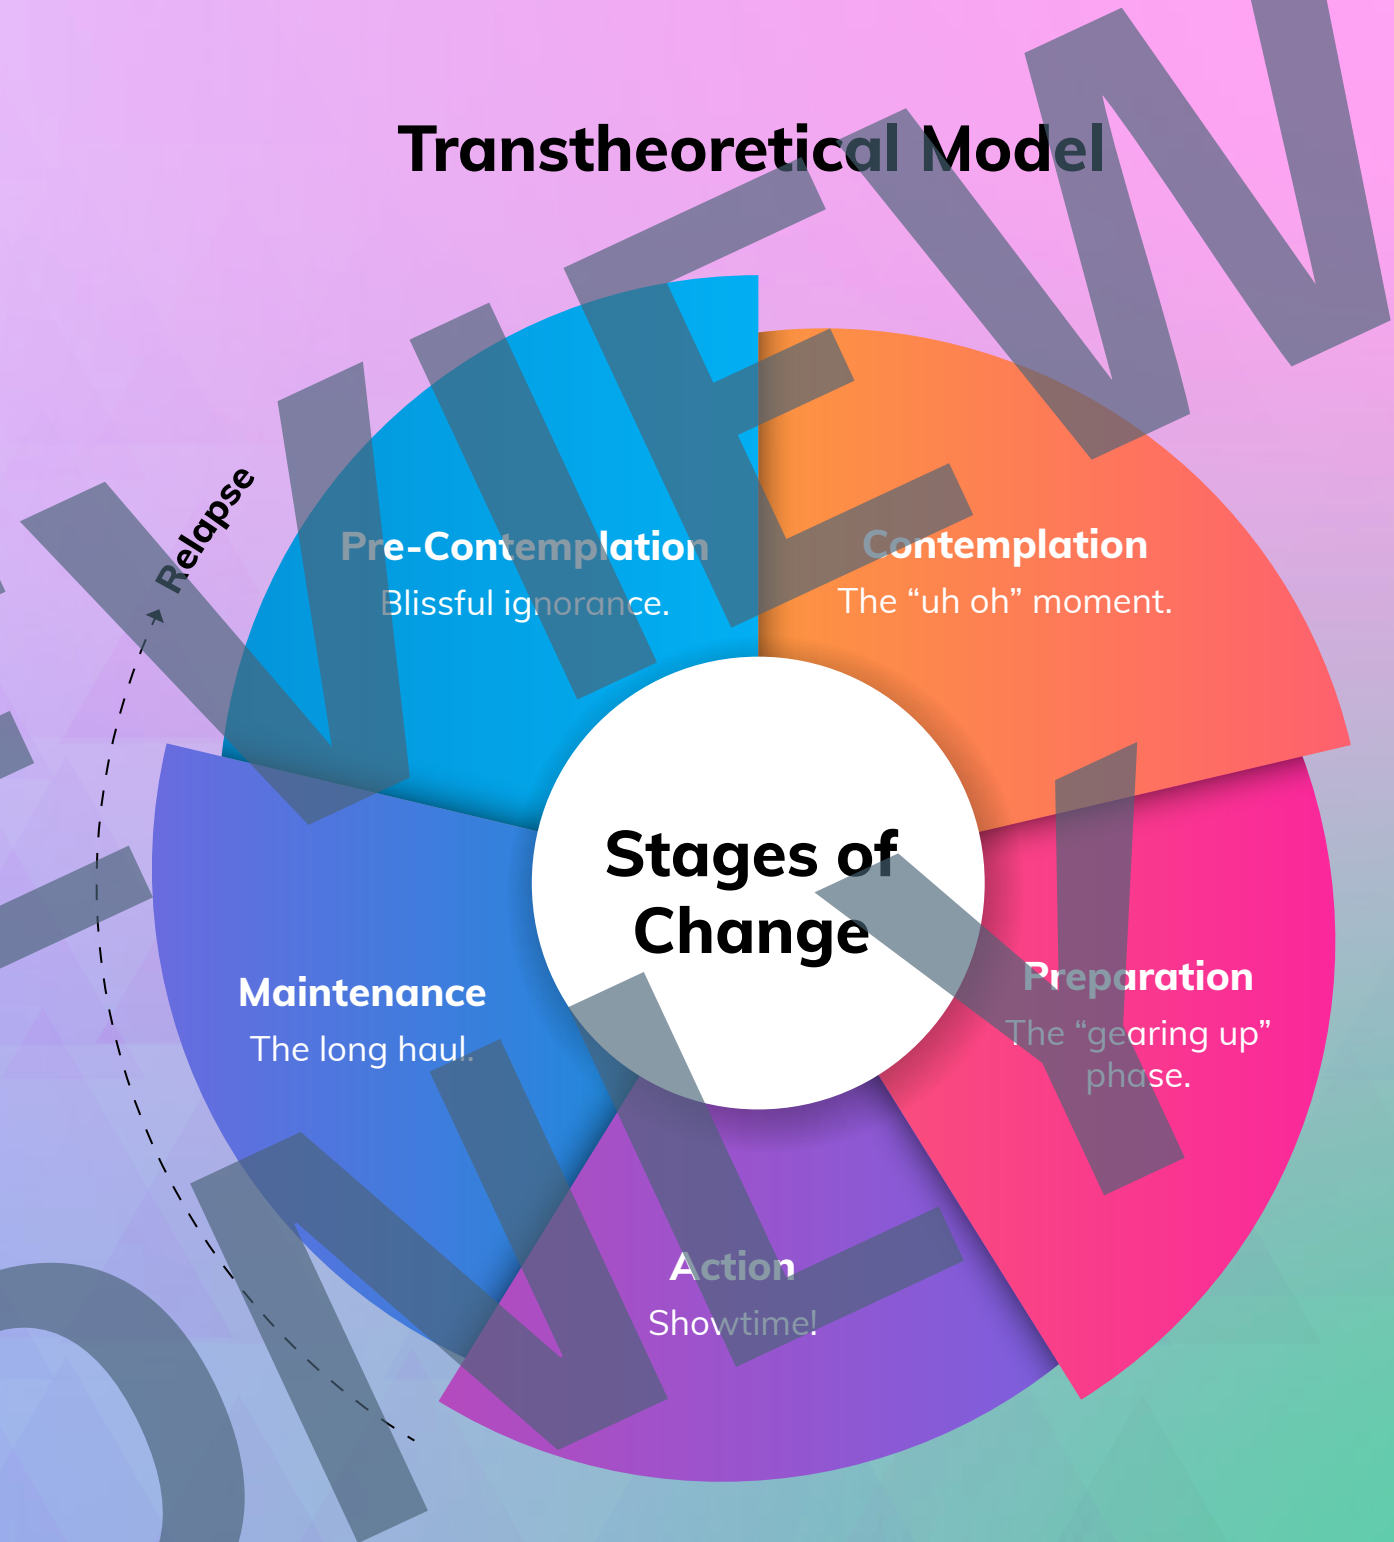 Transtheoretical Model
Relapse
Pre-Contemplation
Blissful ignorance.
Contemplation
The “uh oh” moment.
Stages of
Change
Preparation
The “gearing up”
phase.
Maintenance
The long haul.
Action
Showtime!
EVIEW
ONLY